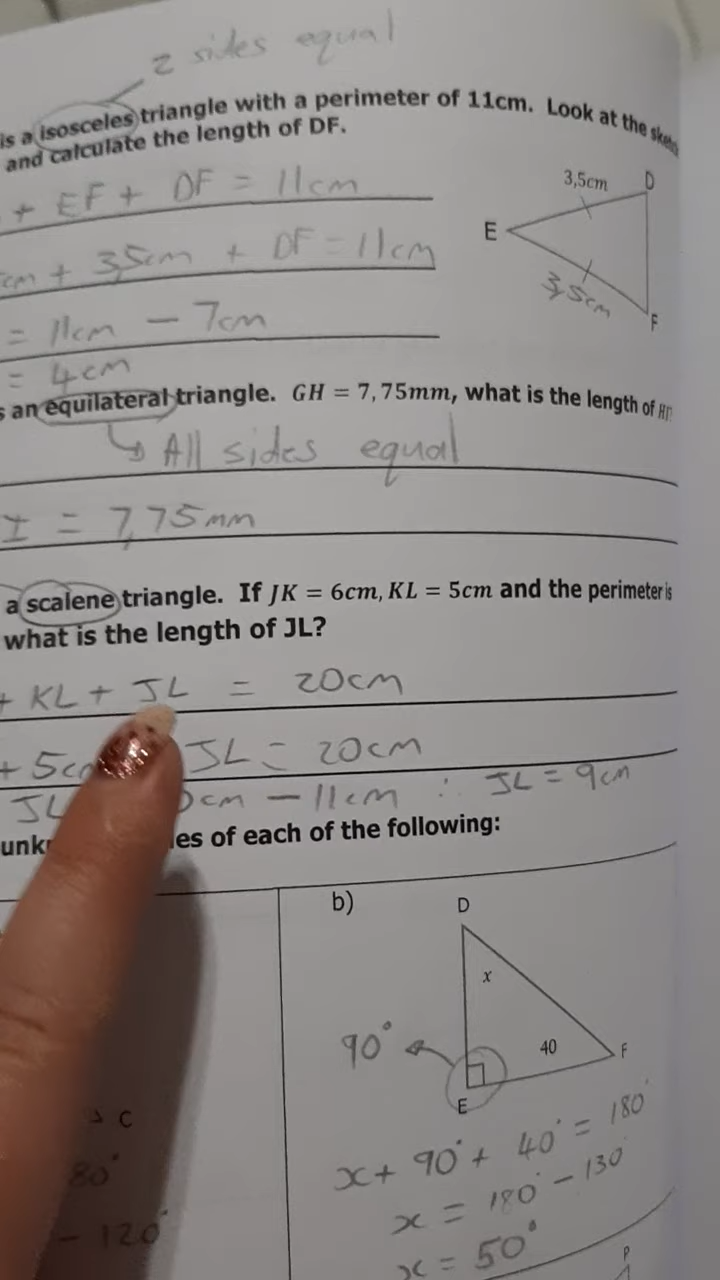 2 sides equal
is a isosceles triangle with a perimeter of 11cm. Look at the
and calculate the length of DF.
+ EF + DF = 11cm
cm + 3,5cm + DF = 11cm
= 11cm - 7cm
= 4cm
3,5cm
D
E
3,5cm
F
an equilateral triangle. GH = 7,75mm, what is the length of
All sides equal
I = 7,75mm
a scalene triangle. If JK = 6cm, KL = 5cm and the perimeter is
what is the length of JL?
+ KL + JL = 20cm
+ 5c JL = 20cm
JL cm - 11cm ∴ JL = 9cm
of each of the following:
b)
D
x
90°
40
F
E
x + 90° + 40° = 180°
x = 180° - 130°
x = 50°
C
80°
- 120°
P